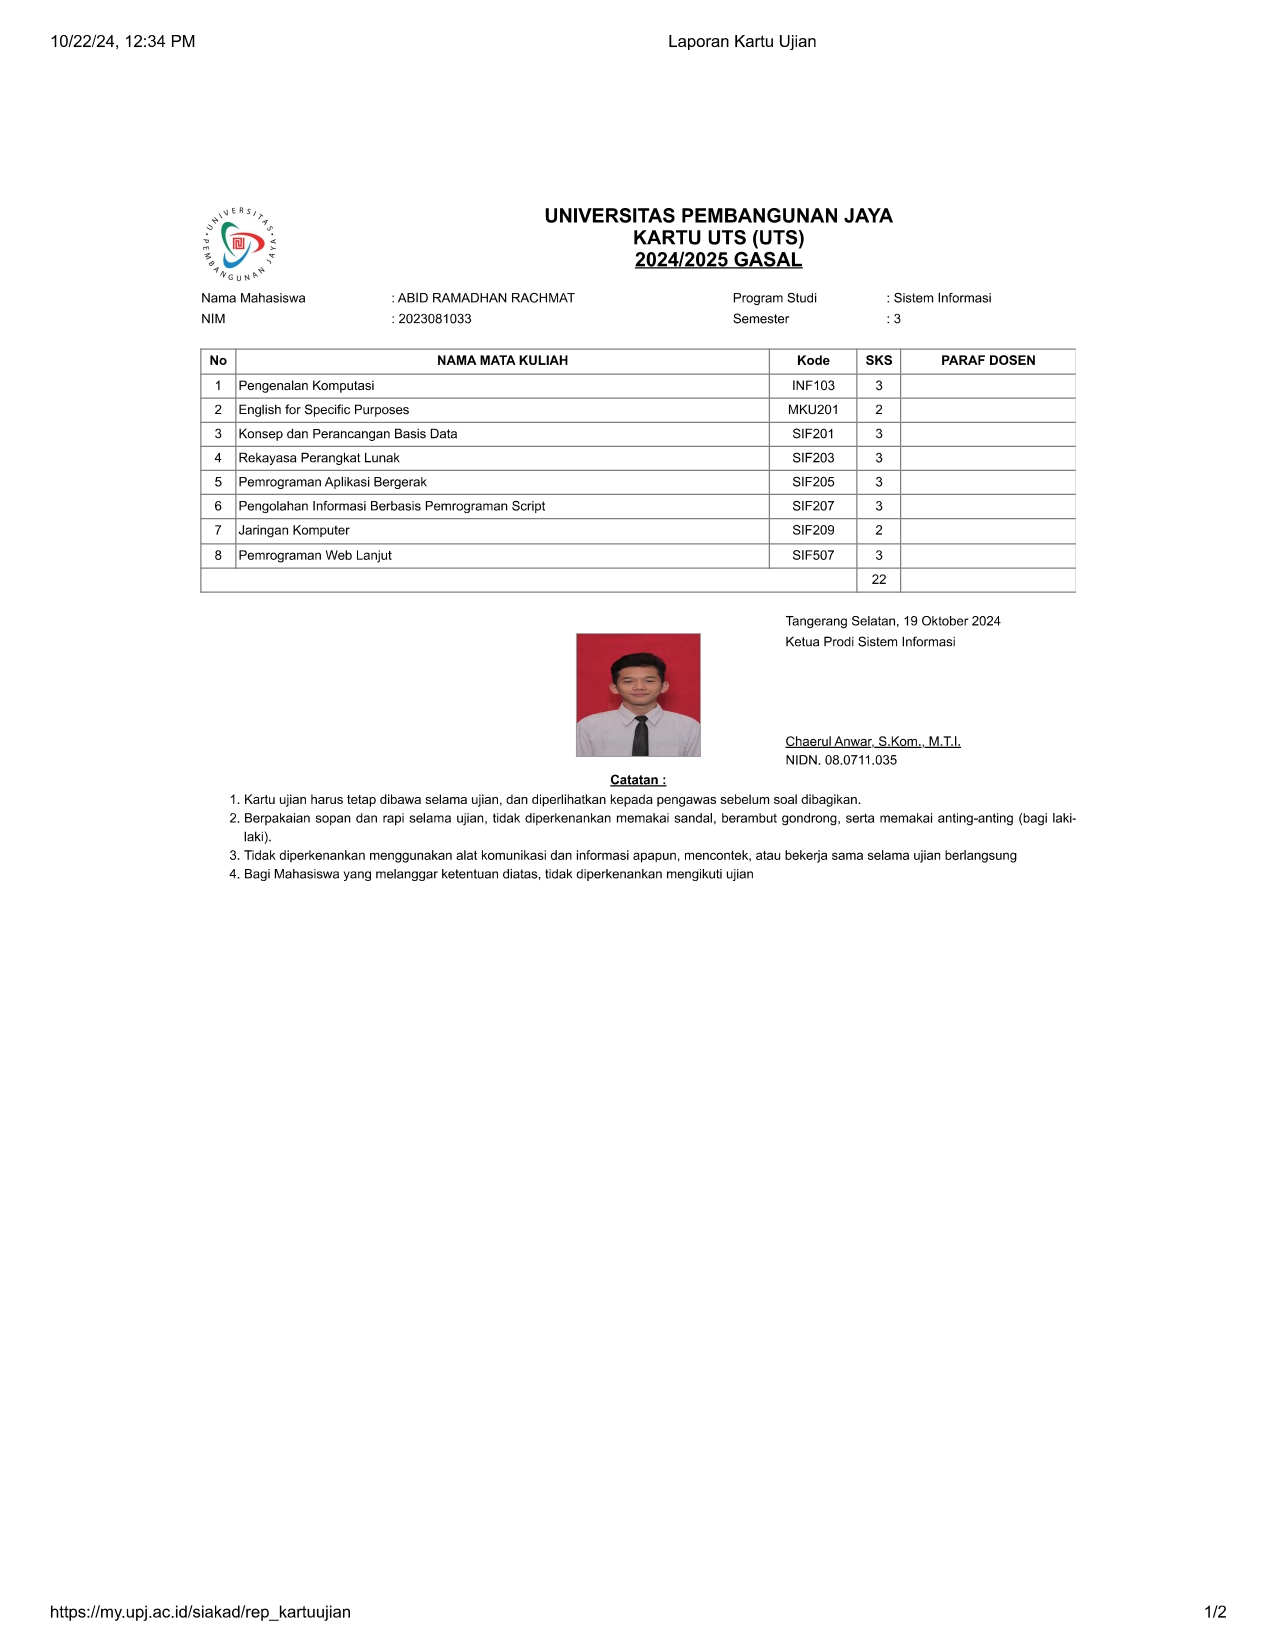 10/22/24, 12:34 PM Laporan Kartu Ujian
UNIVERSITAS PEMBANGUNAN JAYA
UNIVERSITAS PEMBANGUNAN JAYA
KARTU UTS (UTS)
2024/2025 GASAL
Nama Mahasiswa : ABID RAMADHAN RACHMAT Program Studi : Sistem Informasi
NIM : 2023081033 Semester : 3
No NAMA MATA KULIAH Kode SKS PARAF DOSEN
1 Pengenalan Komputasi INF103 3
2 English for Specific Purposes MKU201 2
3 Konsep dan Perancangan Basis Data SIF201 3
4 Rekayasa Perangkat Lunak SIF203 3
5 Pemrograman Aplikasi Bergerak SIF205 3
6 Pengolahan Informasi Berbasis Pemrograman Script SIF207 3
7 Jaringan Komputer SIF209 2
8 Pemrograman Web Lanjut SIF507 3
22
Tangerang Selatan, 19 Oktober 2024
Ketua Prodi Sistem Informasi
Chaerul Anwar, S.Kom., M.T.I.
NIDN. 08.0711.035
Catatan :
1. Kartu ujian harus tetap dibawa selama ujian, dan diperlihatkan kepada pengawas sebelum soal dibagikan.
2. Berpakaian sopan dan rapi selama ujian, tidak diperkenankan memakai sandal, berambut gondrong, serta memakai anting-anting (bagi laki-
laki).
3. Tidak diperkenankan menggunakan alat komunikasi dan informasi apapun, mencontek, atau bekerja sama selama ujian berlangsung
4. Bagi Mahasiswa yang melanggar ketentuan diatas, tidak diperkenankan mengikuti ujian
https://my.upj.ac.id/siakad/rep_kartuujian 1/2